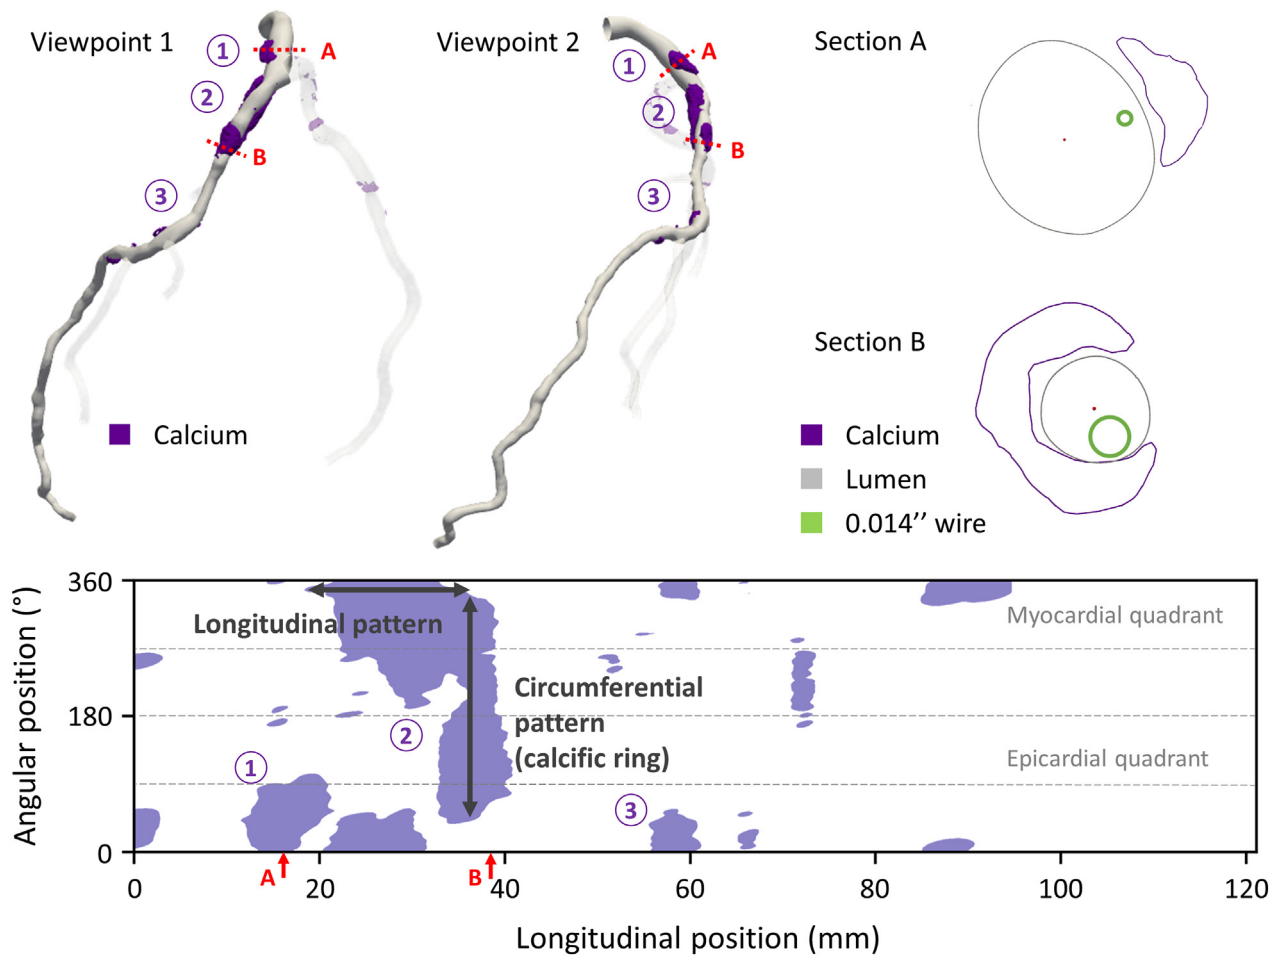 Viewpoint 1
1
A
2
B
3
Calcium
Viewpoint 2
1
A
2
B
3
Section A
Section B
Calcium
Lumen
0.014’’ wire
Angular position (°)
360
180
0
Longitudinal pattern
Circumferential
pattern
(calcific ring)
Myocardial quadrant
Epicardial quadrant
1
2
3
A
B
0
20
40
60
80
100
120
Longitudinal position (mm)